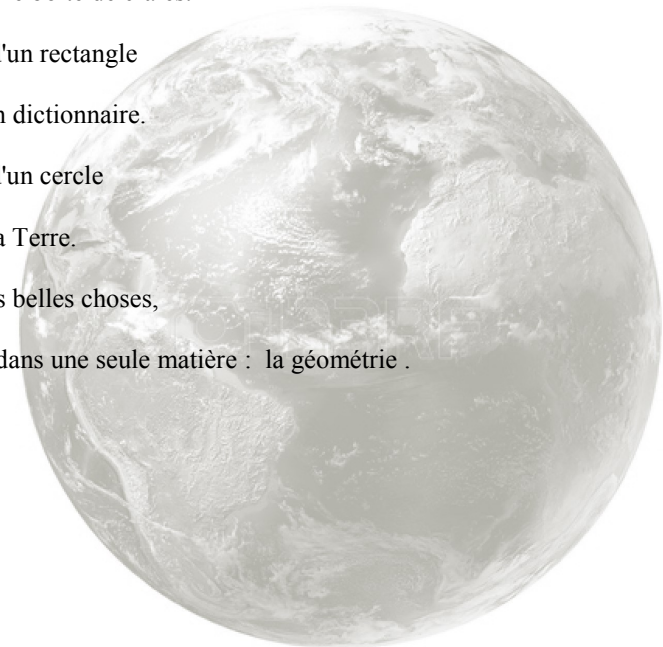 'un rectangle
dictionnaire.
'un cercle
Terre.
belles choses,
dans une seule matière : la géométrie .